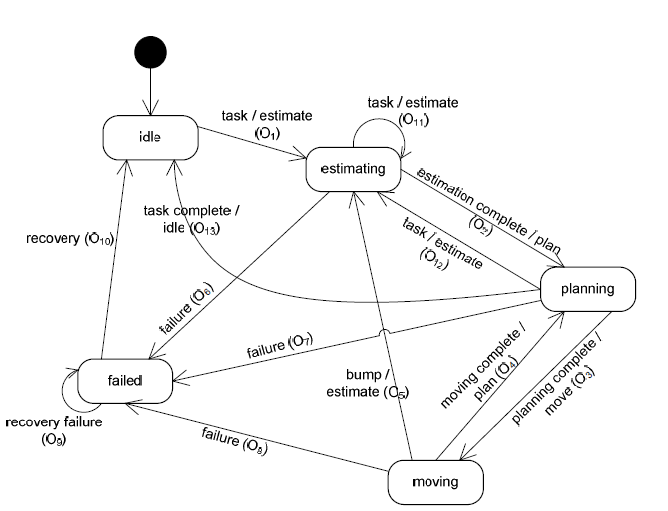 task / estimate
(O₁₁)
task / estimate
(O₁)
idle
estimating
estimation complete / plan
(O₂)
task complete /
idle (O₁₃)
task / estimate
(O₁₂)
recovery (O₁₀)
planning
failure (O₆)
failure (O₇)
moving complete /
plan (O₄)
planning complete /
move (O₃)
bump /
estimate (O₅)
failed
recovery failure
(O₉)
failure (O₈)
moving